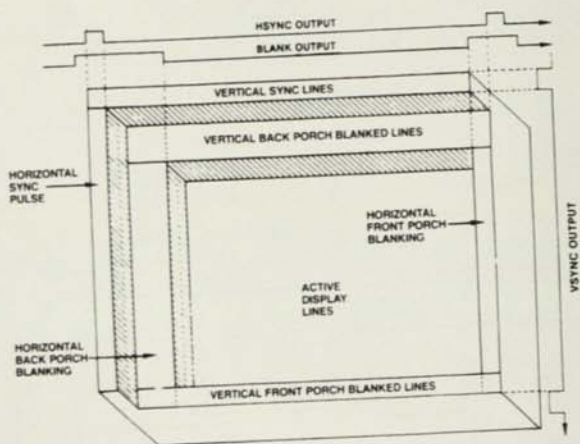 HSYNC OUTPUT
BLANK OUTPUT
VERTICAL SYNC LINES
VERTICAL BACK PORCH BLANKED LINES
HORIZONTAL
SYNC
PULSE
HORIZONTAL
FRONT PORCH
BLANKING
VSYNC OUTPUT
ACTIVE
DISPLAY
LINES
HORIZONTAL
BACK PORCH
BLANKING
VERTICAL FRONT PORCH BLANKED LINES